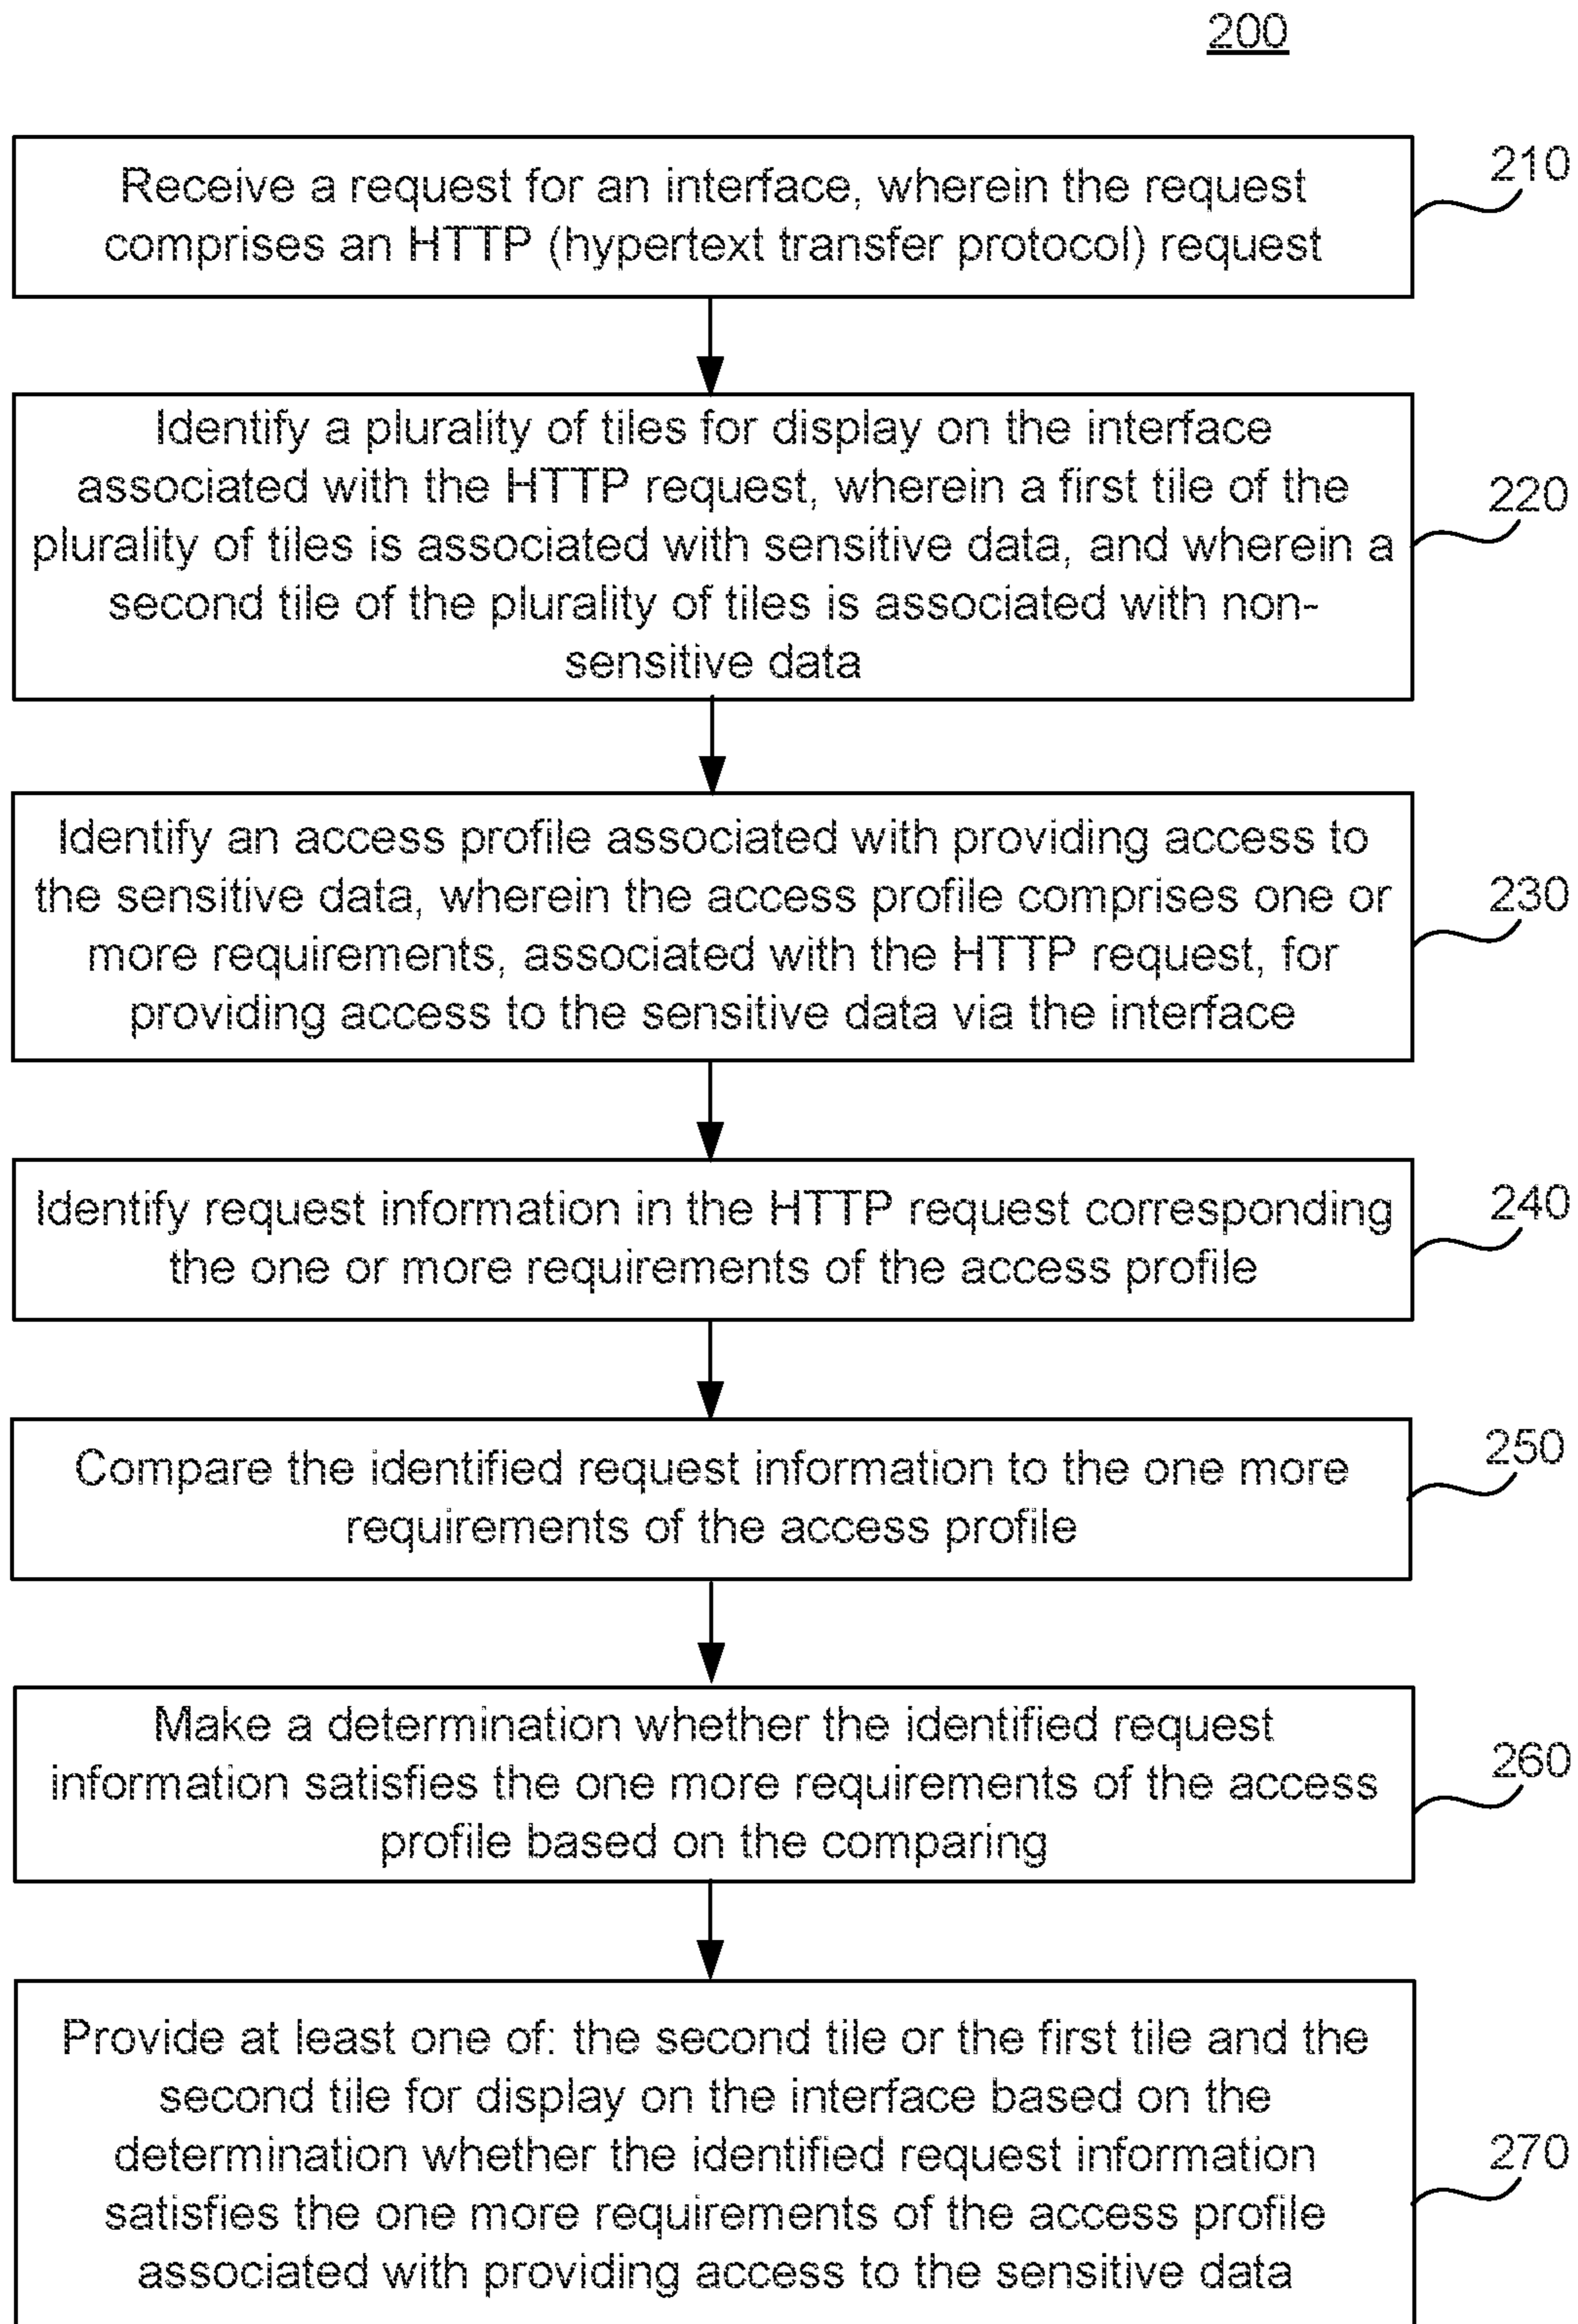 200
Receive a request for an interface, wherein the request
comprises an HTTP (hypertext transfer protocol) request
210
Identify a plurality of tiles for display on the interface
associated with the HTTP request, wherein a first tile of the
plurality of tiles is associated with sensitive data, and wherein a
second tile of the plurality of tiles is associated with non-
sensitive data
220
Identify an access profile associated with providing access to
the sensitive data, wherein the access profile comprises one or
more requirements, associated with the HTTP request, for
providing access to the sensitive data via the interface
230
Identify request information in the HTTP request corresponding
the one or more requirements of the access profile
240
Compare the identified request information to the one more
requirements of the access profile
250
Make a determination whether the identified request
information satisfies the one more requirements of the access
profile based on the comparing
260
Provide at least one of: the second tile or the first tile and the
second tile for display on the interface based on the
determination whether the identified request information
satisfies the one more requirements of the access profile
associated with providing access to the sensitive data
270